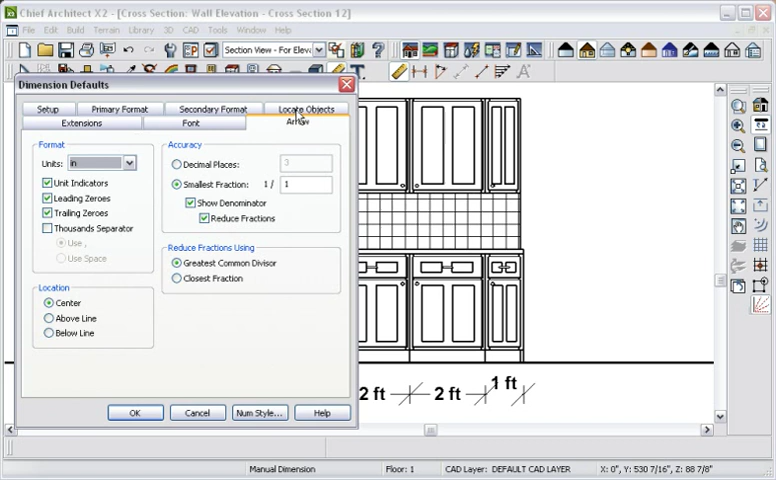 Chief Architect X2 - [Cross Section: Wall Elevation - Cross Section 12]
File Edit Build Terrain Library 3D CAD Tools Window Help
Section View - For Elev
Dimension Defaults
Setup Primary Format Secondary Format Locate Objects
Extensions Font Arrow
Format
Units: in
Unit Indicators
Leading Zeroes
Trailing Zeroes
Thousands Separator
Use ,
Use Space
Location
Center
Above Line
Below Line
Accuracy
Decimal Places: 3
Smallest Fraction: 1 / 1
Show Denominator
Reduce Fractions
Reduce Fractions Using
Greatest Common Divisor
Closest Fraction
OK Cancel Num Style... Help
2 ft 2 ft 1 ft
Manual Dimension Floor: 1 CAD Layer: DEFAULT CAD LAYER X: 0", Y: 530 7/16", Z: 88 7/8"